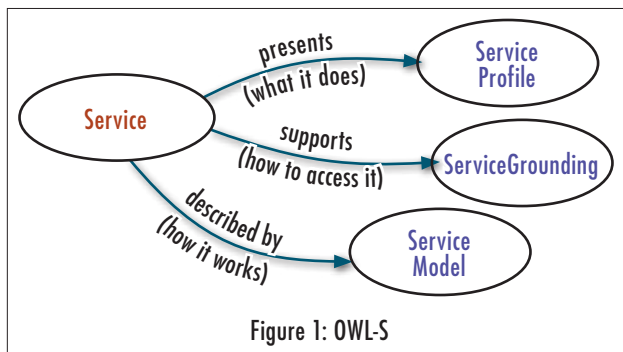 presents
(what it does)
Service
Profile
Service
supports
(how to access it)
ServiceGrounding
described by
(how it works)
Service
Model
Figure 1: OWL-S